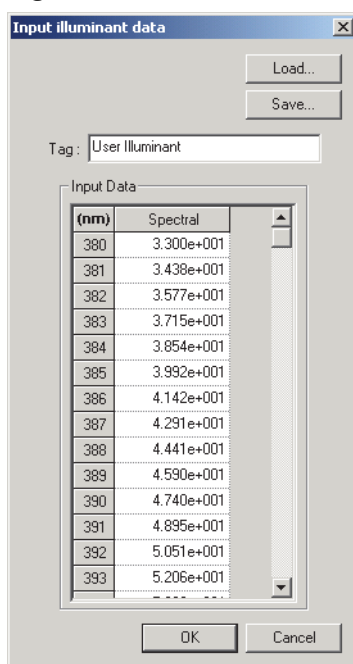 Input illuminant data
Load...
Save...
Tag : User Illuminant
Input Data
(nm) Spectral
380 3.300e+001
381 3.438e+001
382 3.577e+001
383 3.715e+001
384 3.854e+001
385 3.992e+001
386 4.142e+001
387 4.291e+001
388 4.441e+001
389 4.590e+001
390 4.740e+001
391 4.895e+001
392 5.051e+001
393 5.206e+001
OK Cancel